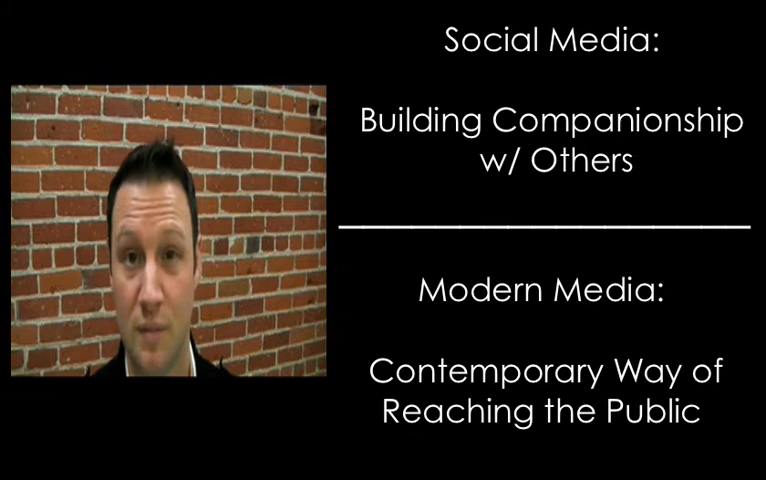 Social Media:
Building Companionship
w/ Others
Modern Media:
Contemporary Way of
Reaching the Public